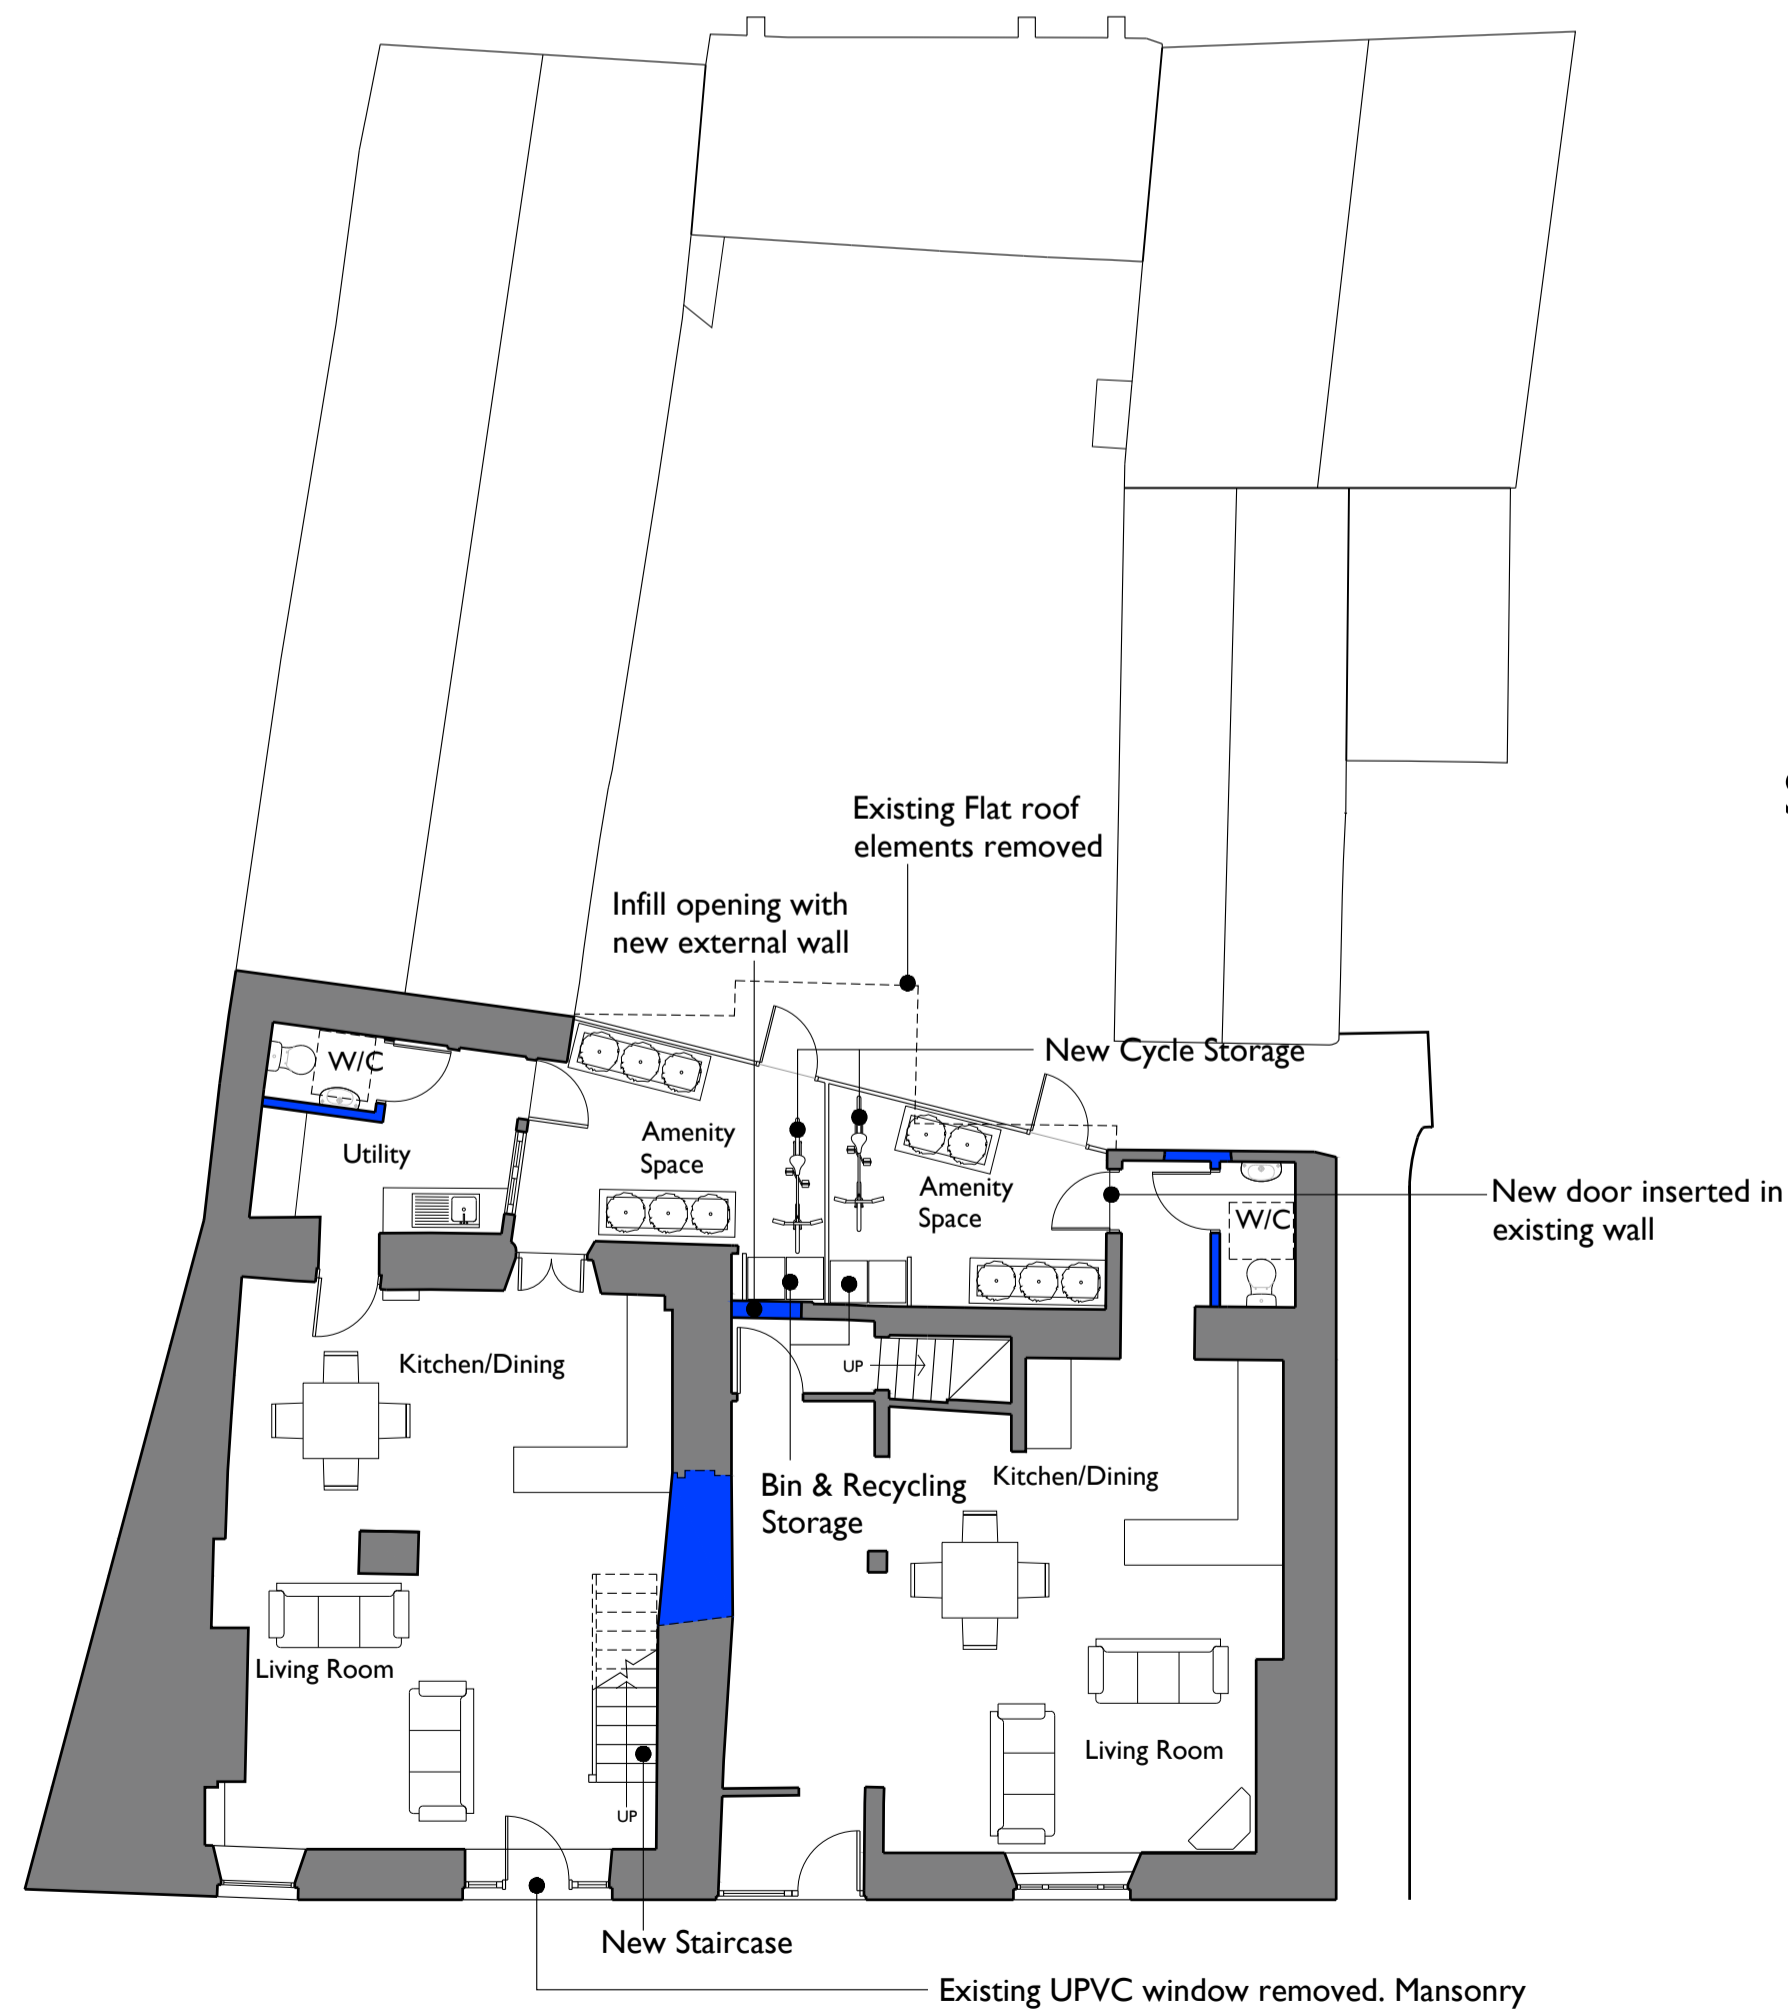 Existing Flat roof
elements removed
Infill opening with
new external wall
New Cycle Storage
W/C
Amenity
Space
Utility
Amenity
Space
New door inserted in
existing wall
W/C
Kitchen/Dining
UP
Bin & Recycling
Storage
Kitchen/Dining
Living Room
Living Room
UP
New Staircase
Existing UPVC window removed. Mansonry